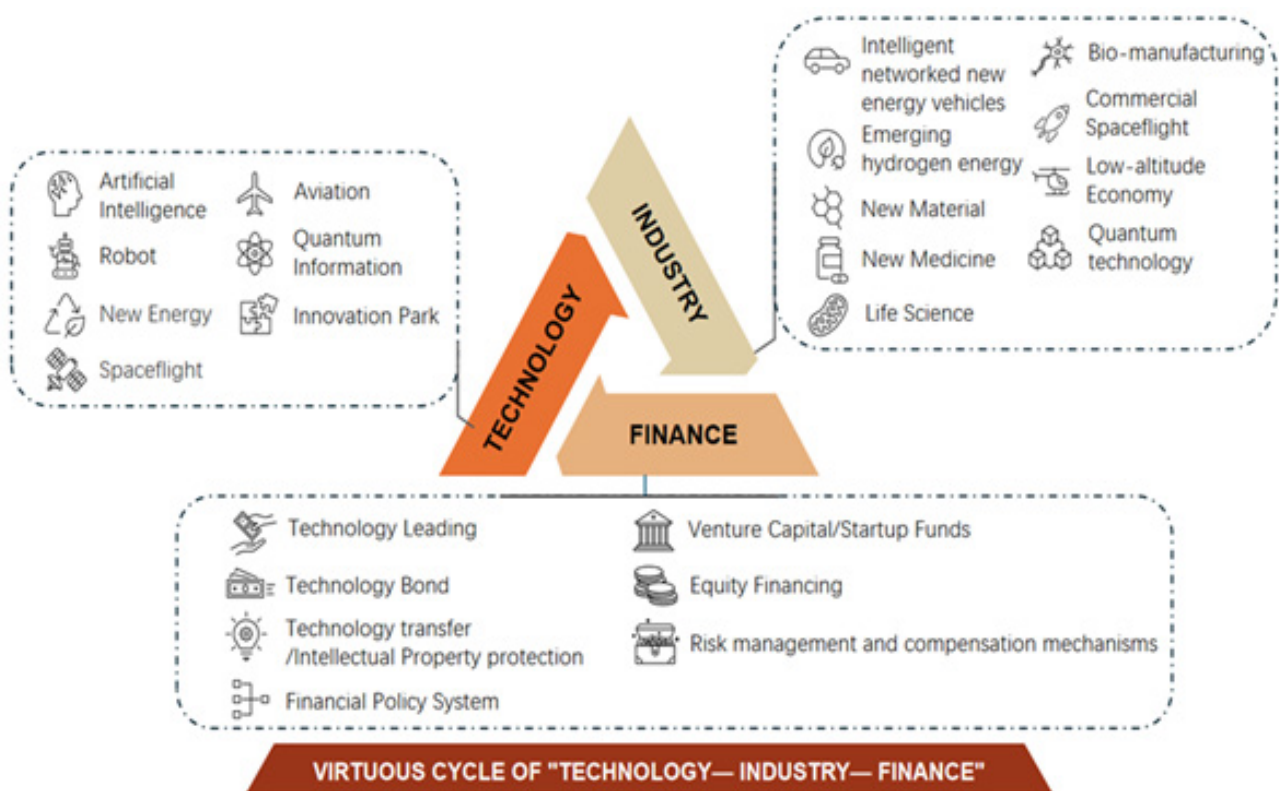 Artificial
Intelligence
Robot
New Energy
Spaceflight
Aviation
Quantum
Information
Innovation Park
TECHNOLOGY
INDUSTRY
FINANCE
Intelligent
networked new
energy vehicles
Emerging
hydrogen energy
New Material
New Medicine
Life Science
Bio-manufacturing
Commercial
Spaceflight
Low-altitude
Economy
Quantum
technology
Technology Leading
Technology Bond
Technology transfer
/Intellectual Property protection
Financial Policy System
Venture Capital/Startup Funds
Equity Financing
Risk management and compensation mechanisms
VIRTUOUS CYCLE OF "TECHNOLOGY— INDUSTRY— FINANCE"